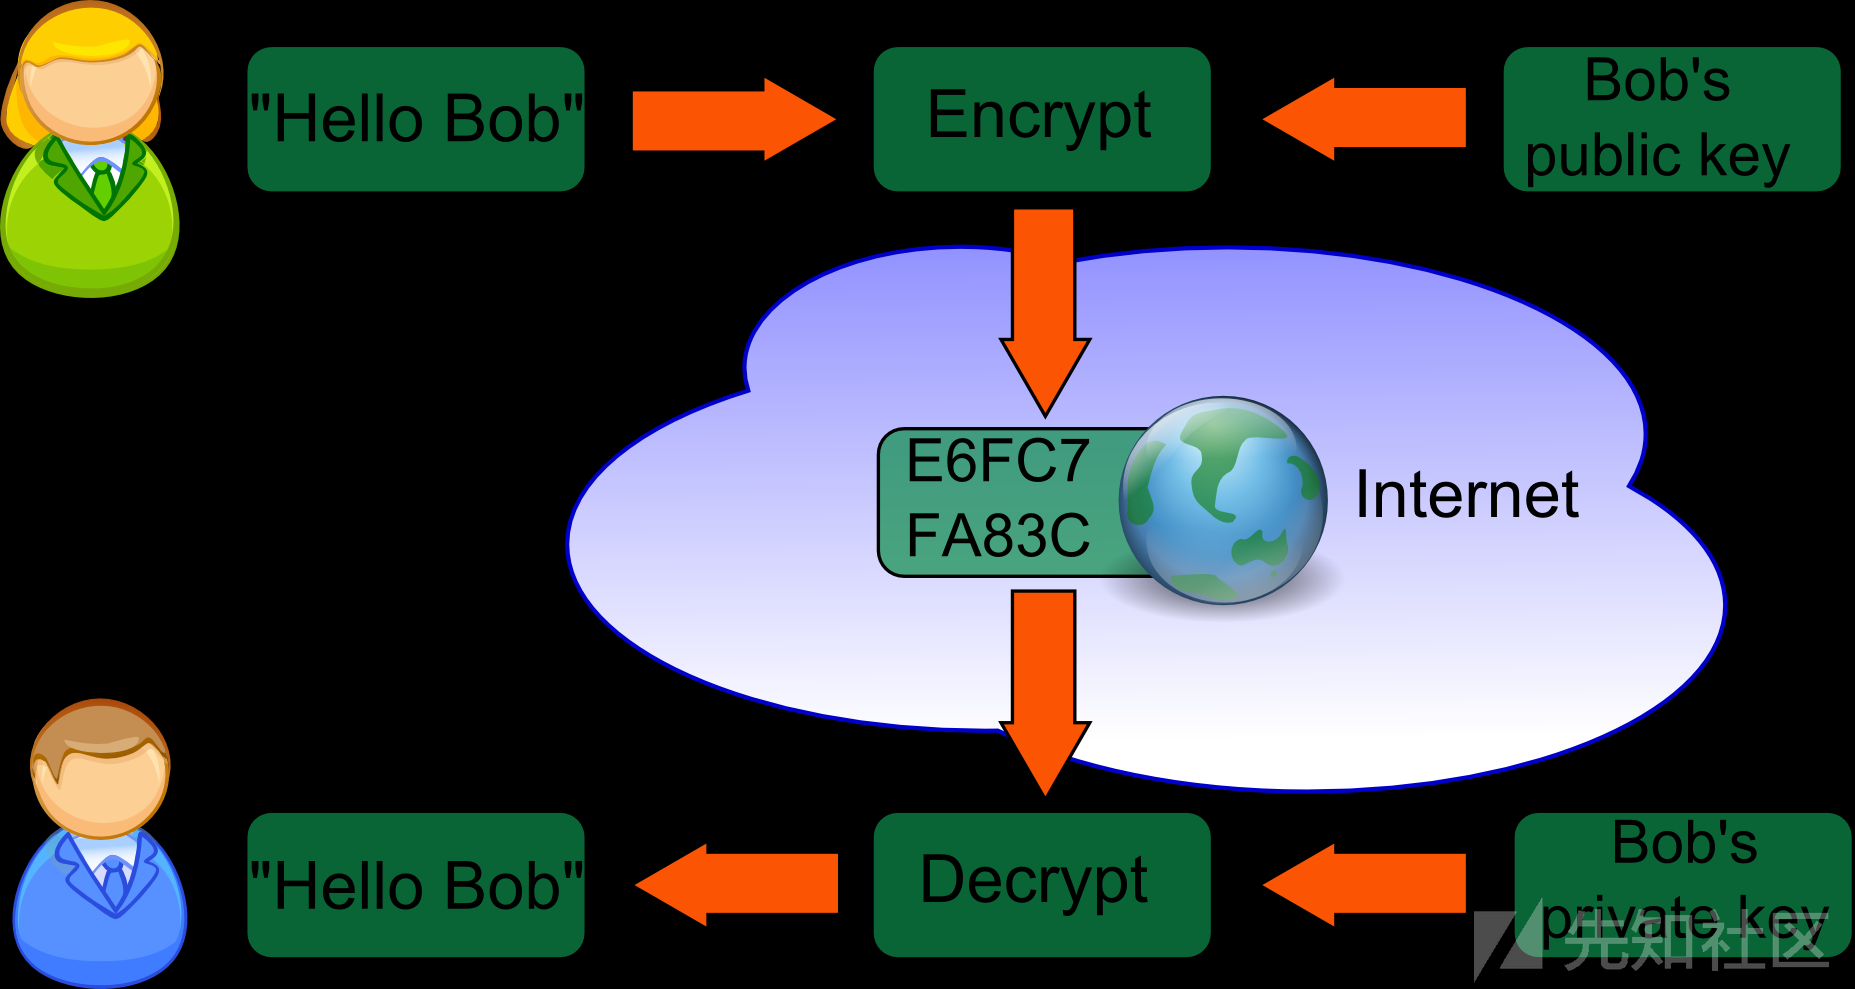 "Hello Bob"
Encrypt
Bob's
public key
E6FC7
FA83C
Internet
"Hello Bob"
Decrypt
Bob's
private key
先知社区